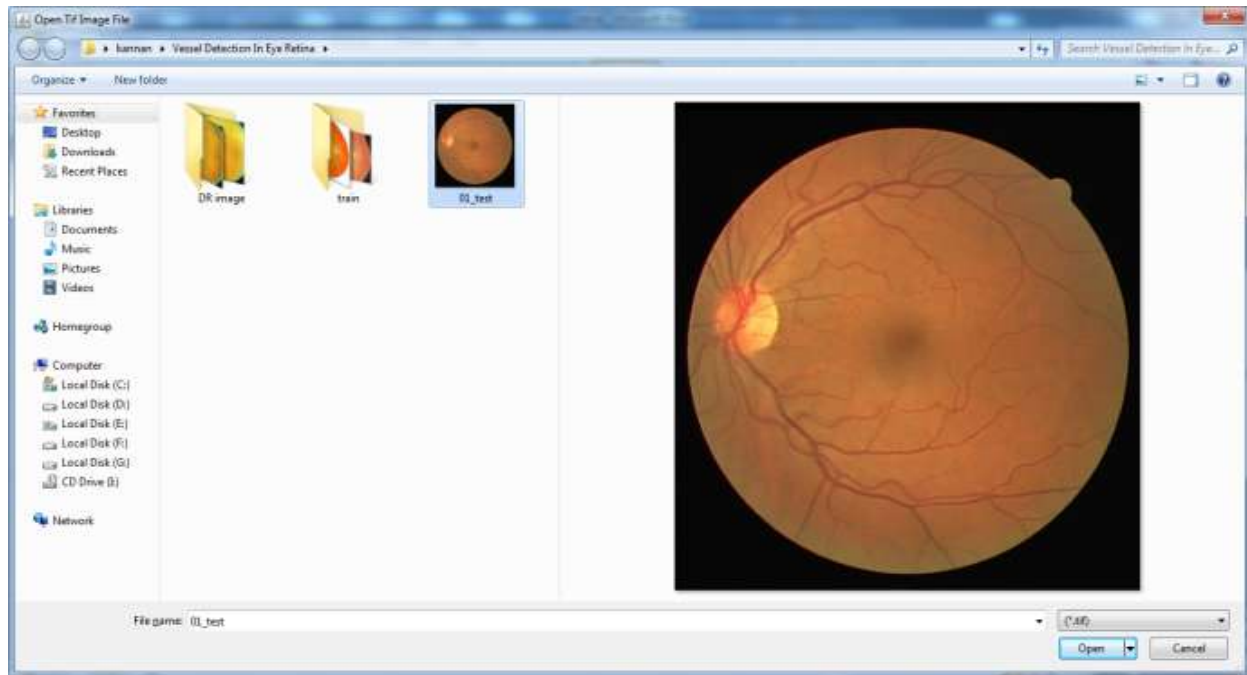 Open Tif Image File
kannan ▸ Vessel Detection In Eye Retina ▸
Search Vessel Detection In Eye...
Organize
New folder
Favorites
Desktop
Downloads
Recent Places
Libraries
Documents
Music
Pictures
Videos
Homegroup
Computer
Local Disk (C:)
Local Disk (D:)
Local Disk (E:)
Local Disk (F:)
Local Disk (G:)
CD Drive (I:)
Network
DR image
train
01_test
File name: 01_test
(*.tif)
Open
Cancel